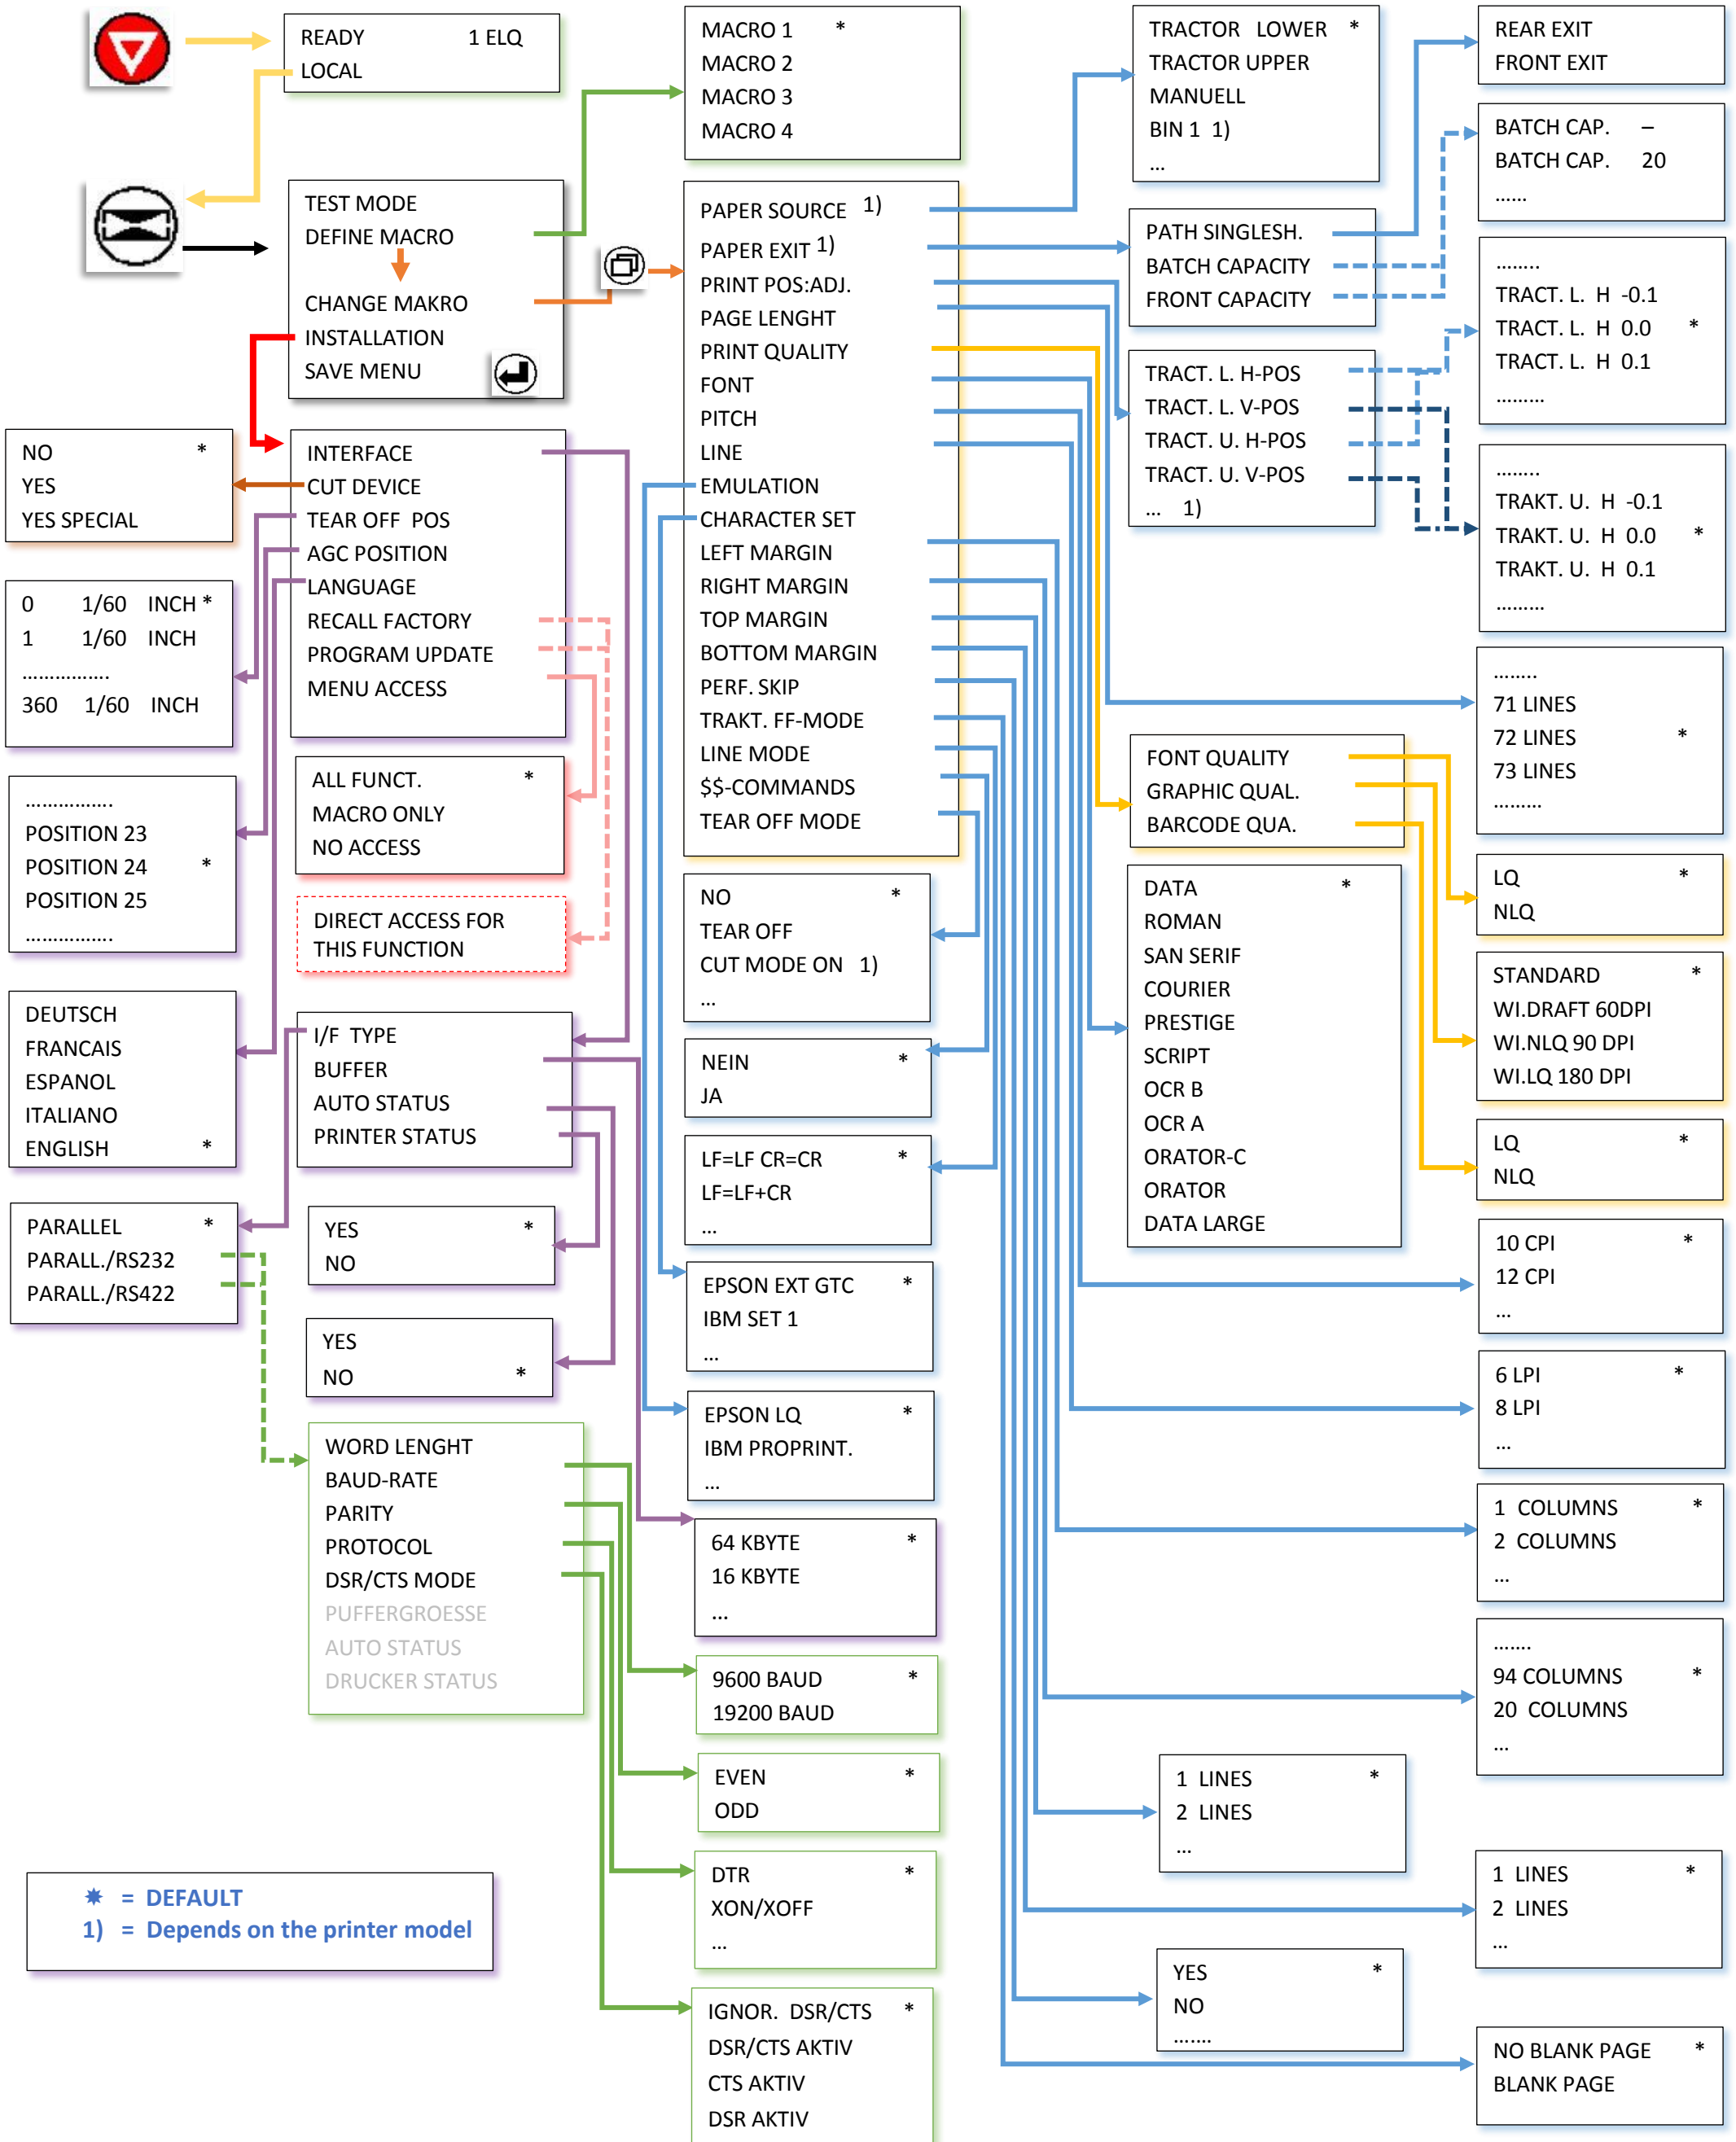 READY 1 ELQ
LOCAL
TEST MODE
DEFINE MACRO
CHANGE MAKRO
INSTALLATION
SAVE MENU
NO *
YES
YES SPECIAL
INTERFACE
CUT DEVICE
TEAR OFF POS
AGC POSITION
LANGUAGE
RECALL FACTORY
PROGRAM UPDATE
MENU ACCESS
0 1/60 INCH *
1 1/60 INCH
................
360 1/60 INCH
ALL FUNCT. *
MACRO ONLY
NO ACCESS
...............
POSITION 23
POSITION 24 *
POSITION 25
...............
DIRECT ACCESS FOR
THIS FUNCTION
DEUTSCH
FRANCAIS
ESPANOL
ITALIANO
ENGLISH *
I/F TYPE
BUFFER
AUTO STATUS
PRINTER STATUS
PARALLEL *
PARALL./RS232
PARALL./RS422
YES *
NO
YES
NO *
WORD LENGHT
BAUD-RATE
PARITY
PROTOCOL
DSR/CTS MODE
PUFFERGROESSE
AUTO STATUS
DRUCKER STATUS
✷ = DEFAULT
1) = Depends on the printer model
MACRO 1 *
MACRO 2
MACRO 3
MACRO 4
PAPER SOURCE 1)
PAPER EXIT 1)
PRINT POS:ADJ.
PAGE LENGHT
PRINT QUALITY
FONT
PITCH
LINE
EMULATION
CHARACTER SET
LEFT MARGIN
RIGHT MARGIN
TOP MARGIN
BOTTOM MARGIN
PERF. SKIP
TRAKT. FF-MODE
LINE MODE
$$-COMMANDS
TEAR OFF MODE
NO *
TEAR OFF
CUT MODE ON 1)
...
NEIN *
JA
LF=LF CR=CR *
LF=LF+CR
...
EPSON EXT GTC *
IBM SET 1
...
EPSON LQ *
IBM PROPRINT.
...
64 KBYTE *
16 KBYTE
...
9600 BAUD *
19200 BAUD
EVEN *
ODD
DTR *
XON/XOFF
...
IGNOR. DSR/CTS *
DSR/CTS AKTIV
CTS AKTIV
DSR AKTIV
TRACTOR LOWER *
TRACTOR UPPER
MANUELL
BIN 1 1)
...
PATH SINGLESH.
BATCH CAPACITY
FRONT CAPACITY
TRACT. L. H-POS
TRACT. L. V-POS
TRACT. U. H-POS
TRACT. U. V-POS
... 1)
FONT QUALITY
GRAPHIC QUAL.
BARCODE QUA.
DATA *
ROMAN
SAN SERIF
COURIER
PRESTIGE
SCRIPT
OCR B
OCR A
ORATOR-C
ORATOR
DATA LARGE
1 LINES *
2 LINES
...
YES *
NO
.......
REAR EXIT
FRONT EXIT
BATCH CAP. –
BATCH CAP. 20
......
........
TRACT. L. H -0.1
TRACT. L. H 0.0 *
TRACT. L. H 0.1
.........
........
TRAKT. U. H -0.1
TRAKT. U. H 0.0 *
TRAKT. U. H 0.1
.........
........
71 LINES
72 LINES *
73 LINES
.........
LQ *
NLQ
STANDARD *
WI.DRAFT 60DPI
WI.NLQ 90 DPI
WI.LQ 180 DPI
LQ *
NLQ
10 CPI *
12 CPI
...
6 LPI *
8 LPI
...
1 COLUMNS *
2 COLUMNS
...
.......
94 COLUMNS *
20 COLUMNS
...
1 LINES *
2 LINES
...
NO BLANK PAGE *
BLANK PAGE